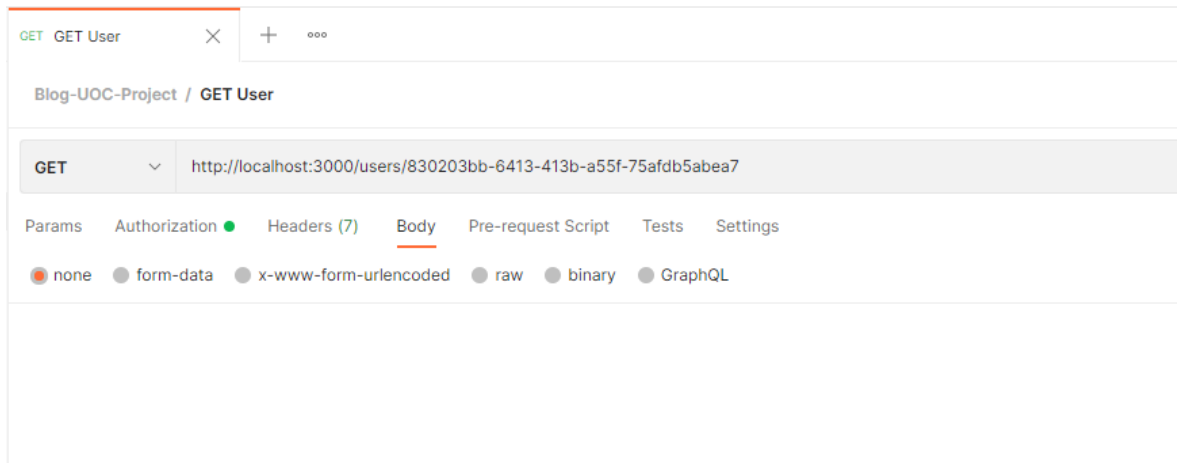 GET GET User
Blog-UOC-Project / GET User
GET http://localhost:3000/users/830203bb-6413-413b-a55f-75afdb5abea7
Params Authorization Headers (7) Body Pre-request Script Tests Settings
none form-data x-www-form-urlencoded raw binary GraphQL